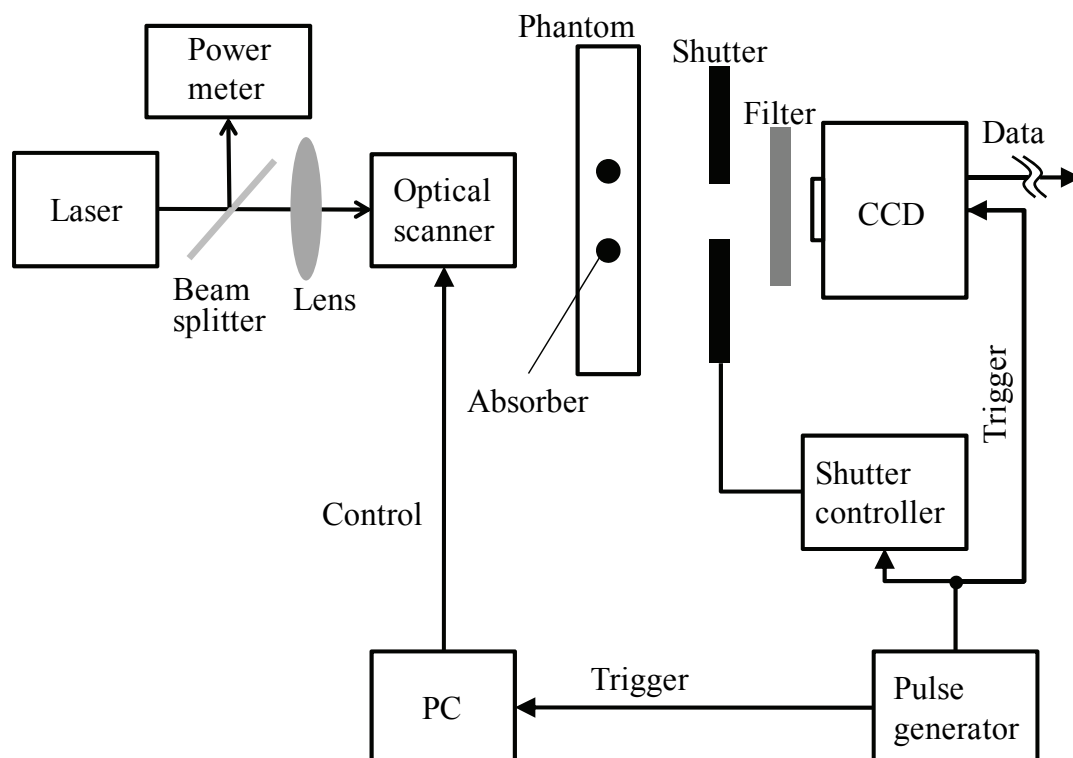 Phantom
Power
meter
Shutter
Filter
Data
Laser
Optical
scanner
CCD
Beam
splitter
Lens
Absorber
Trigger
Shutter
controller
Control
Trigger
PC
Pulse
generator